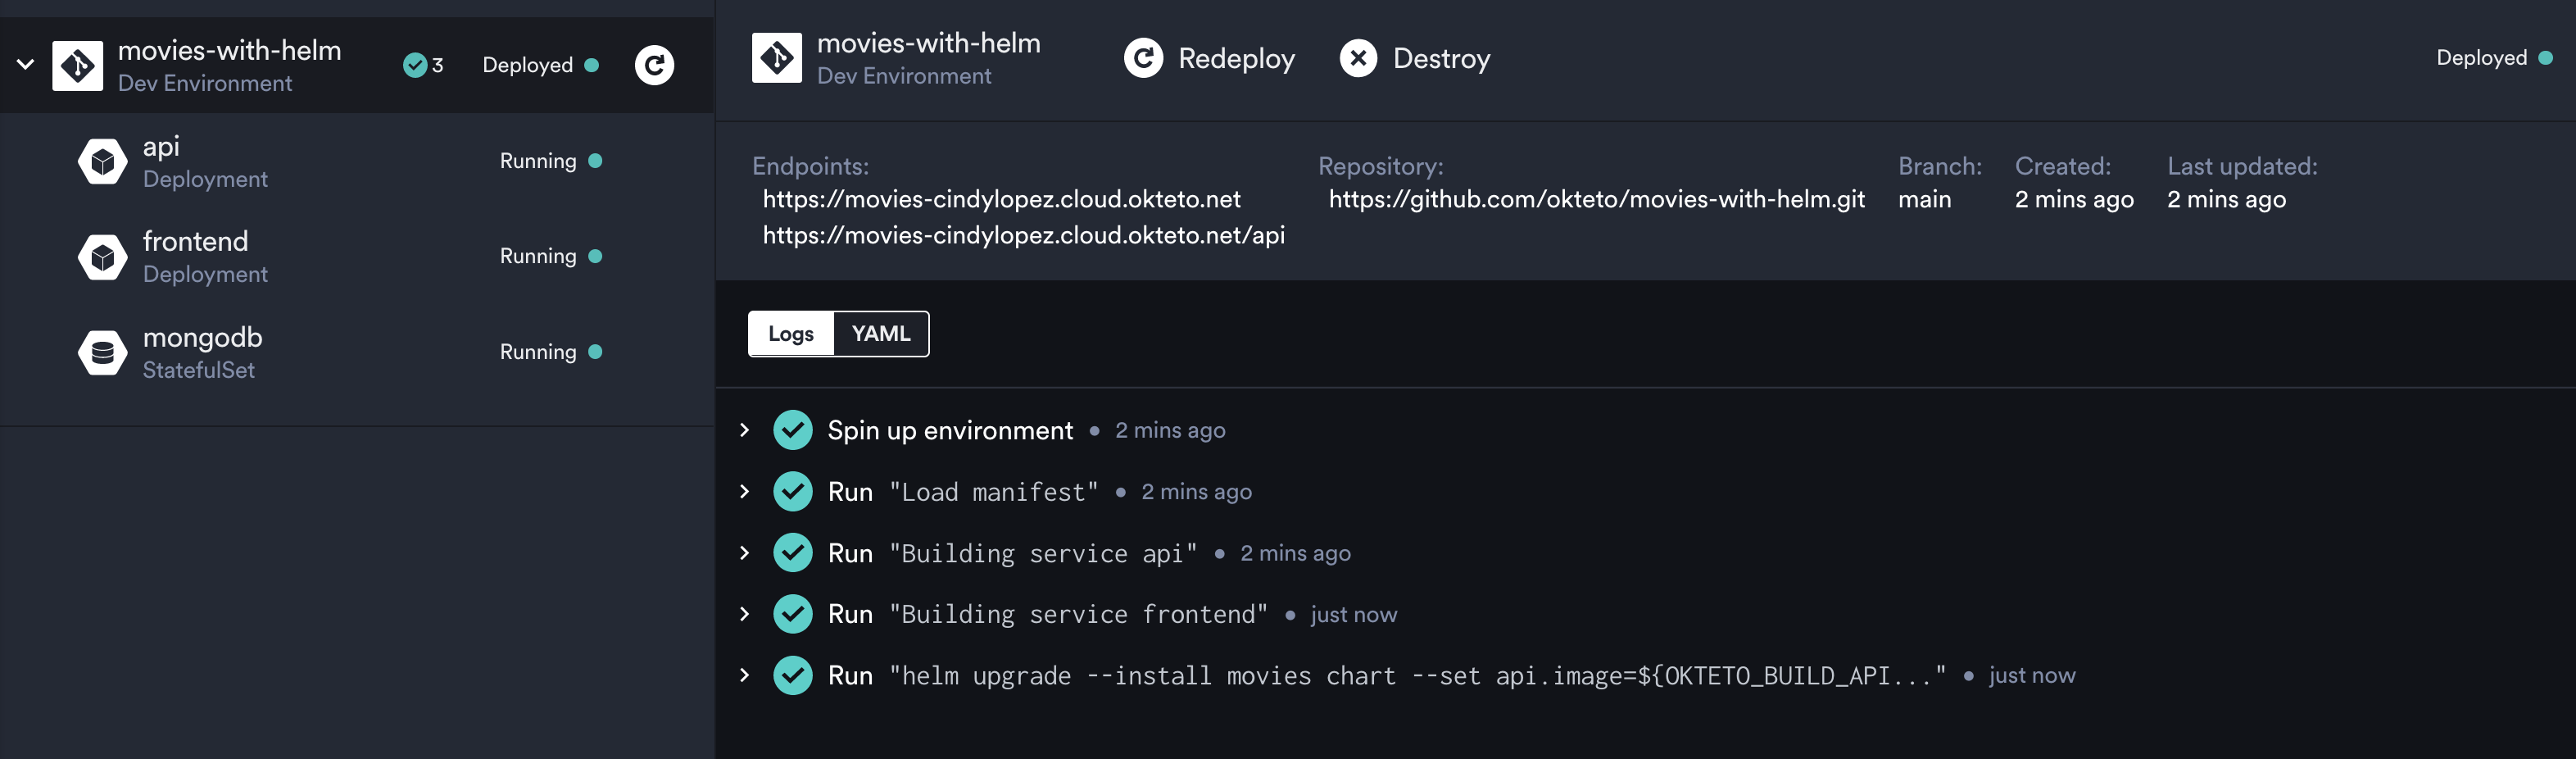 movies-with-helm
Dev Environment
3
Deployed
api
Deployment
Running
frontend
Deployment
Running
mongodb
StatefulSet
Running
movies-with-helm
Dev Environment
Redeploy
Destroy
Deployed
Endpoints:
https://movies-cindylopez.cloud.okteto.net
https://movies-cindylopez.cloud.okteto.net/api
Repository:
https://github.com/okteto/movies-with-helm.git
Branch:
main
Created:
2 mins ago
Last updated:
2 mins ago
Logs
YAML
Spin up environment • 2 mins ago
Run "Load manifest" • 2 mins ago
Run "Building service api" • 2 mins ago
Run "Building service frontend" • just now
Run "helm upgrade --install movies chart --set api.image=${OKTETO_BUILD_API..." • just now